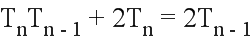 TₙTₙ₋₁ + 2Tₙ = 2Tₙ₋₁